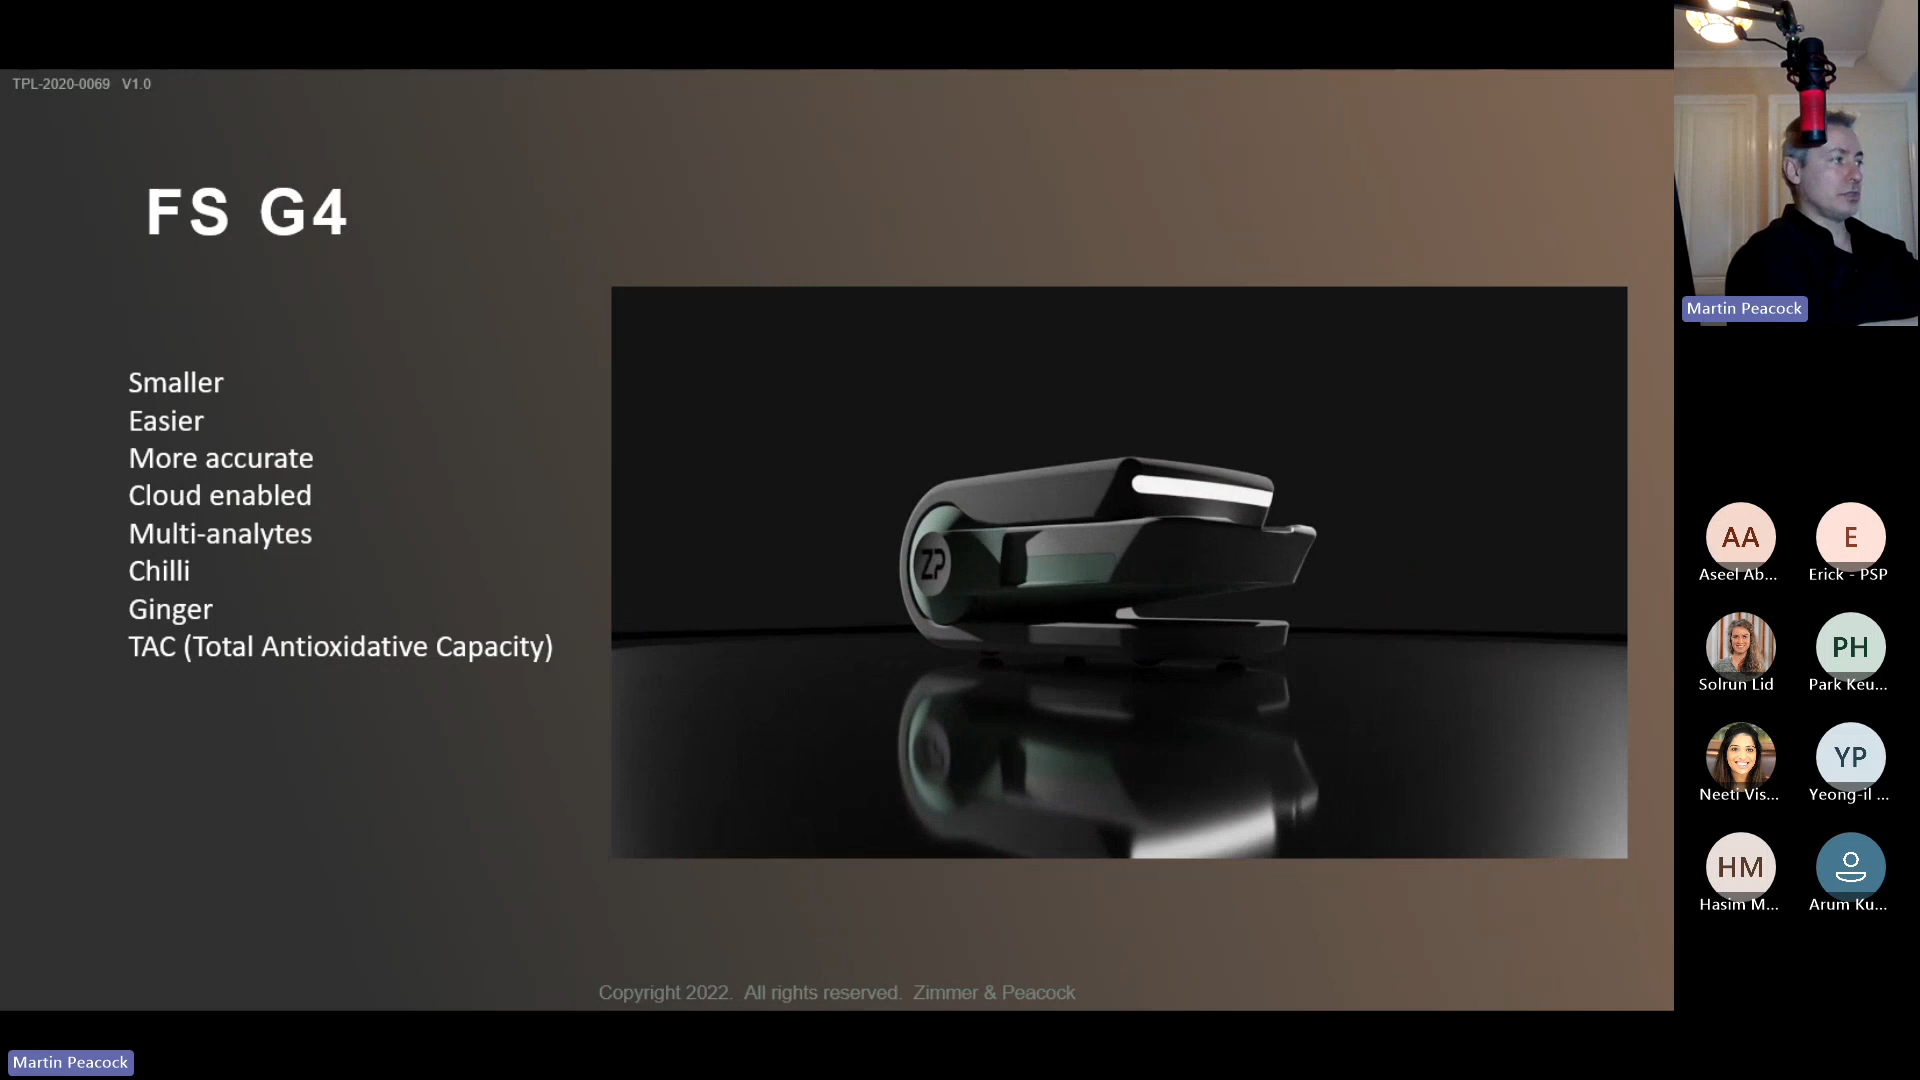 TPL-2020-0069 V1.0
FS G4
Smaller
Easier
More accurate
Cloud enabled
Multi-analytes
Chilli
Ginger
TAC (Total Antioxidative Capacity)
ZP
Copyright 2022. All rights reserved. Zimmer & Peacock
Martin Peacock
Martin Peacock
AA
Aseel Ab...
E
Erick - PSP
Solrun Lid
PH
Park Keu...
Neeti Vis...
YP
Yeong-il ...
HM
Hasim M...
Arum Ku...